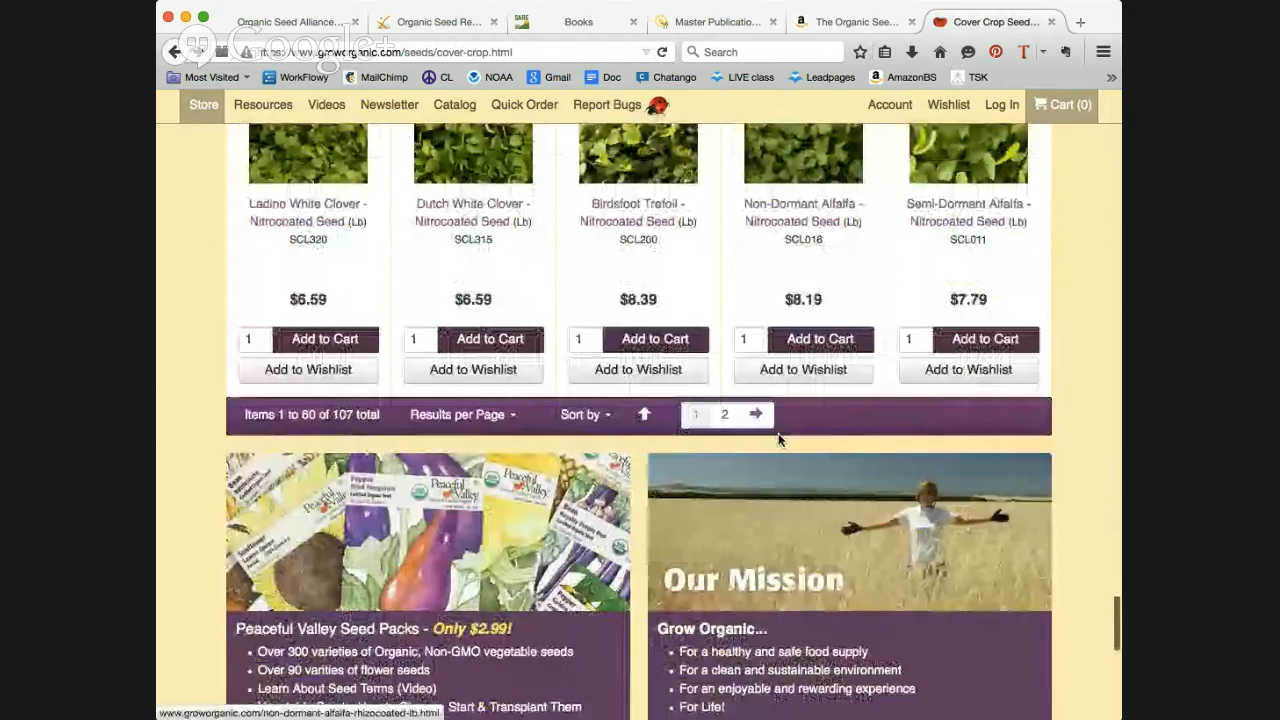 Organic Seed Alliance...
Organic Seed Re...
SARE
Books
Master Publicatio...
The Organic See...
Cover Crop Seed...
Google+
www.groworganic.com/seeds/cover-crop.html
Search
Most Visited
WorkFlowy
MailChimp
CL
NOAA
Gmail
Doc
Chatango
LIVE class
Leadpages
AmazonBS
TSK
Store Resources Videos Newsletter Catalog Quick Order Report Bugs Account Wishlist Log In Cart (0)
Ladino White Clover -
Nitrocoated Seed (Lb)
SCL320
$6.59
1 Add to Cart
Add to Wishlist
Dutch White Clover -
Nitrocoated Seed (Lb)
SCL315
$6.59
1 Add to Cart
Add to Wishlist
Birdsfoot Trefoil -
Nitrocoated Seed (Lb)
SCL200
$8.39
1 Add to Cart
Add to Wishlist
Non-Dormant Alfalfa -
Nitrocoated Seed (Lb)
SCL016
$8.19
1 Add to Cart
Add to Wishlist
Semi-Dormant Alfalfa -
Nitrocoated Seed (Lb)
SCL011
$7.79
1 Add to Cart
Add to Wishlist
Items 1 to 60 of 107 total Results per Page Sort by 1 2
Peaceful Valley
Peaceful Valley
Peaceful Valley
Our Mission
Peaceful Valley Seed Packs - Only $2.99!
• Over 300 varieties of Organic, Non-GMO vegetable seeds
• Over 90 varities of flower seeds
• Learn About Seed Terms (Video)
Start & Transplant Them
Grow Organic...
• For a healthy and safe food supply
• For a clean and sustainable environment
• For an enjoyable and rewarding experience
• For Life!
www.groworganic.com/non-dormant-alfalfa-rhizocoated-lb.html